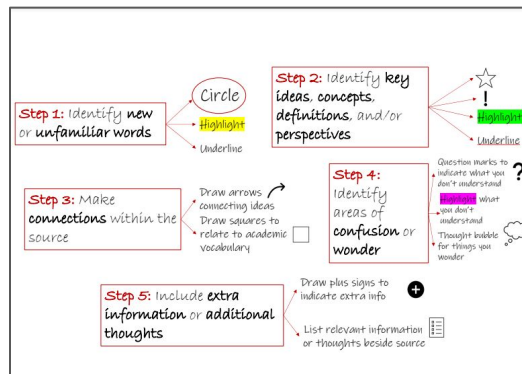 Step 1: Identify new
or unfamiliar words
Circle
Highlight
Underline
Step 2: Identify key
ideas, concepts,
definitions, and/or
perspectives
!
Highlight
Underline
Step 3: Make
connections within the
source
Draw arrows
connecting ideas
Draw squares to
relate to academic
vocabulary
Step 4:
Identify
areas of
confusion or
wonder
Question marks to
indicate what you
don't understand
?
Highlight what
you don't
understand
Thought bubble
for things you
wonder
Step 5: Include extra
information or additional
thoughts
Draw plus signs to
indicate extra info
+
List relevant information
or thoughts beside source